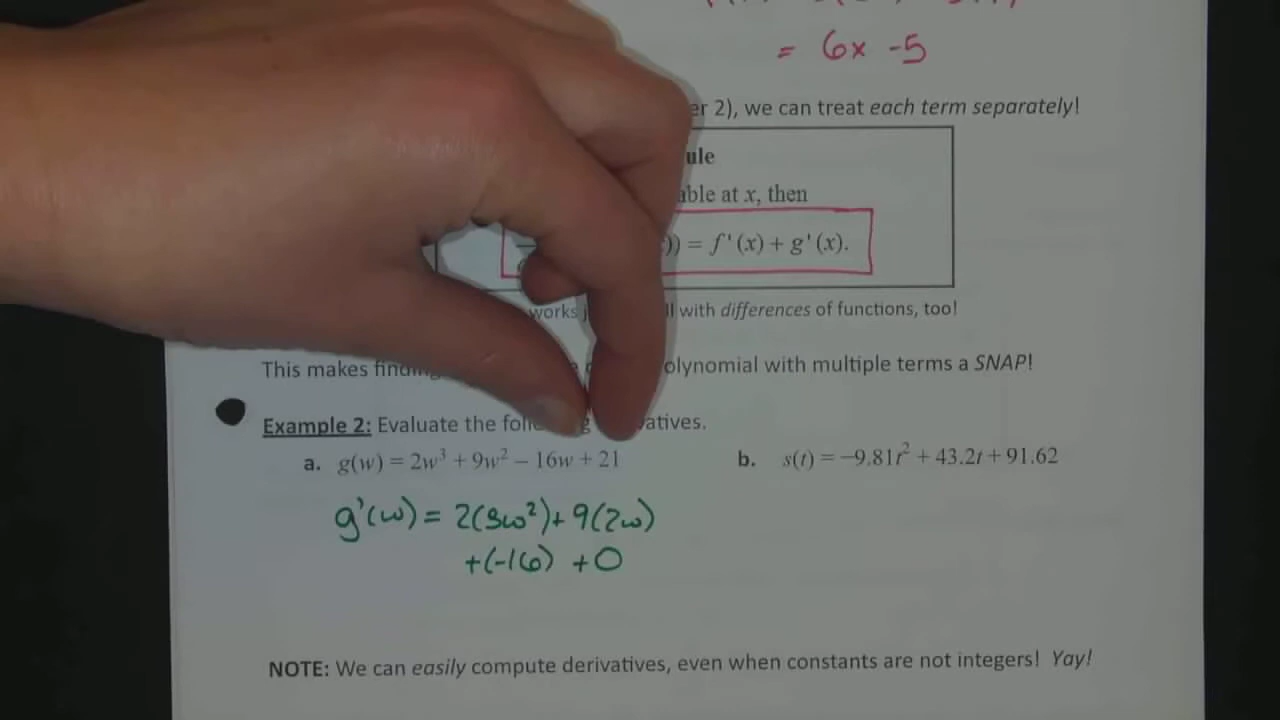 = 6x -5
er 2), we can treat each term separately!
ule
able at x, then
)) = f'(x) + g'(x).
works ll with differences of functions, too!
This makes finding olynomial with multiple terms a SNAP!
Example 2: Evaluate the fol atives.
a. g(w) = 2w³ + 9w² – 16w + 21
b. s(t) = –9.81t² + 43.2t + 91.62
g'(w) = 2(3w²) + 9(2w)
+(-16) + 0
NOTE: We can easily compute derivatives, even when constants are not integers! Yay!